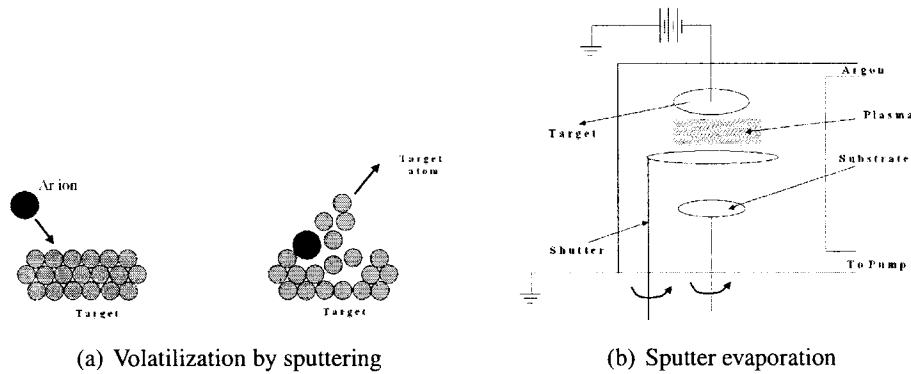 Ar ion
Target
Target
atom
Target
(a) Volatilization by sputtering
Argon
Plasma
Target
Substrate
Shutter
To Pump
(b) Sputter evaporation